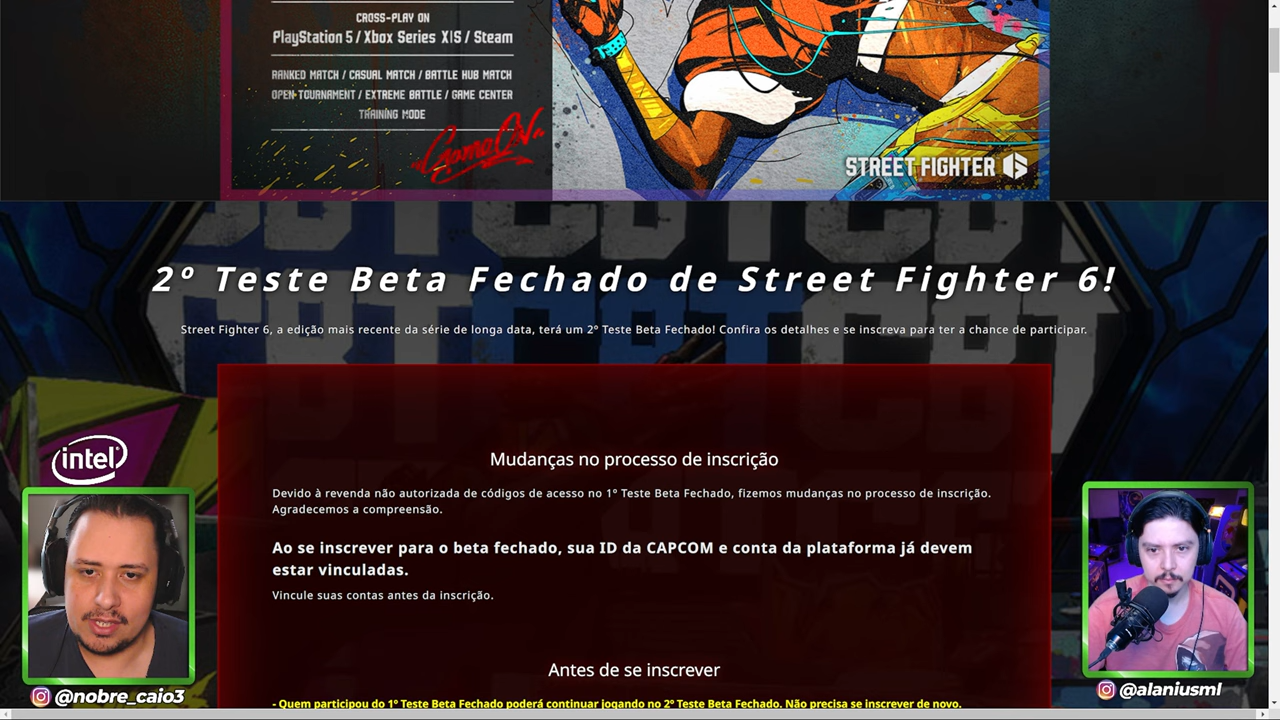 CROSS-PLAY ON
PlayStation 5 / Xbox Series X|S / Steam
RANKED MATCH / CASUAL MATCH / BATTLE HUB MATCH
OPEN TOURNAMENT / EXTREME BATTLE / GAME CENTER
TRAINING MODE
STREET FIGHTER 6
2º Teste Beta Fechado de Street Fighter 6!
Street Fighter 6, a edição mais recente da série de longa data, terá um 2º Teste Beta Fechado! Confira os detalhes e se inscreva para ter a chance de participar.
Mudanças no processo de inscrição
Devido à revenda não autorizada de códigos de acesso no 1º Teste Beta Fechado, fizemos mudanças no processo de inscrição.
Agradecemos a compreensão.
Ao se inscrever para o beta fechado, sua ID da CAPCOM e conta da plataforma já devem
estar vinculadas.
Vincule suas contas antes da inscrição.
Antes de se inscrever
- Quem participou do 1º Teste Beta Fechado poderá continuar jogando no 2º Teste Beta Fechado. Não precisa se inscrever de novo.
intel
@nobre_caio3
@alaniusml